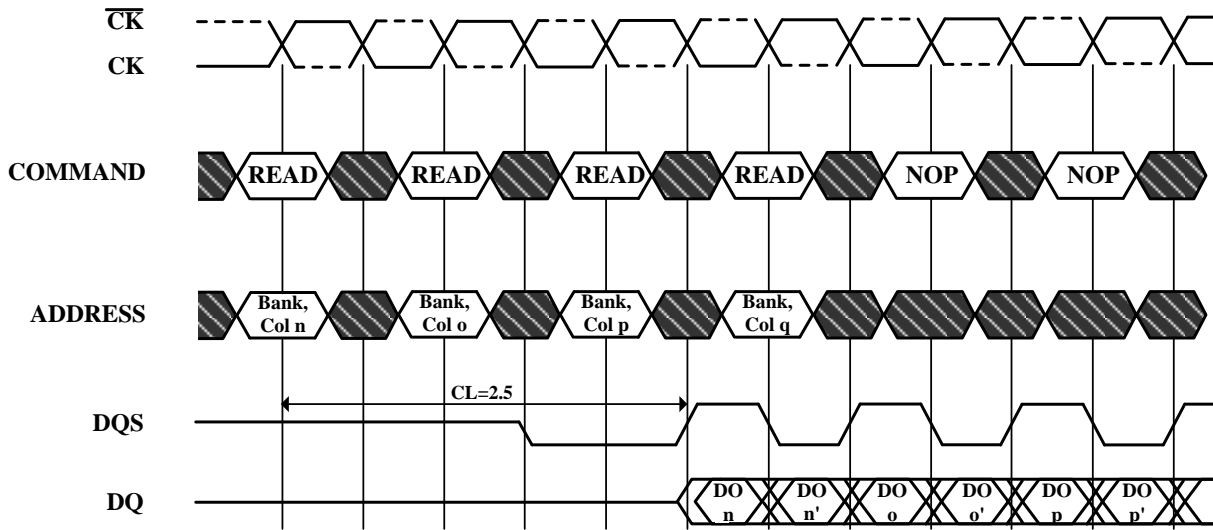 C̅K̅
CK
COMMAND READ READ READ READ NOP NOP
ADDRESS Bank, Col n Bank, Col o Bank, Col p Bank, Col q
CL=2.5
DQS
DQ DO n DO n' DO o DO o' DO p DO p'